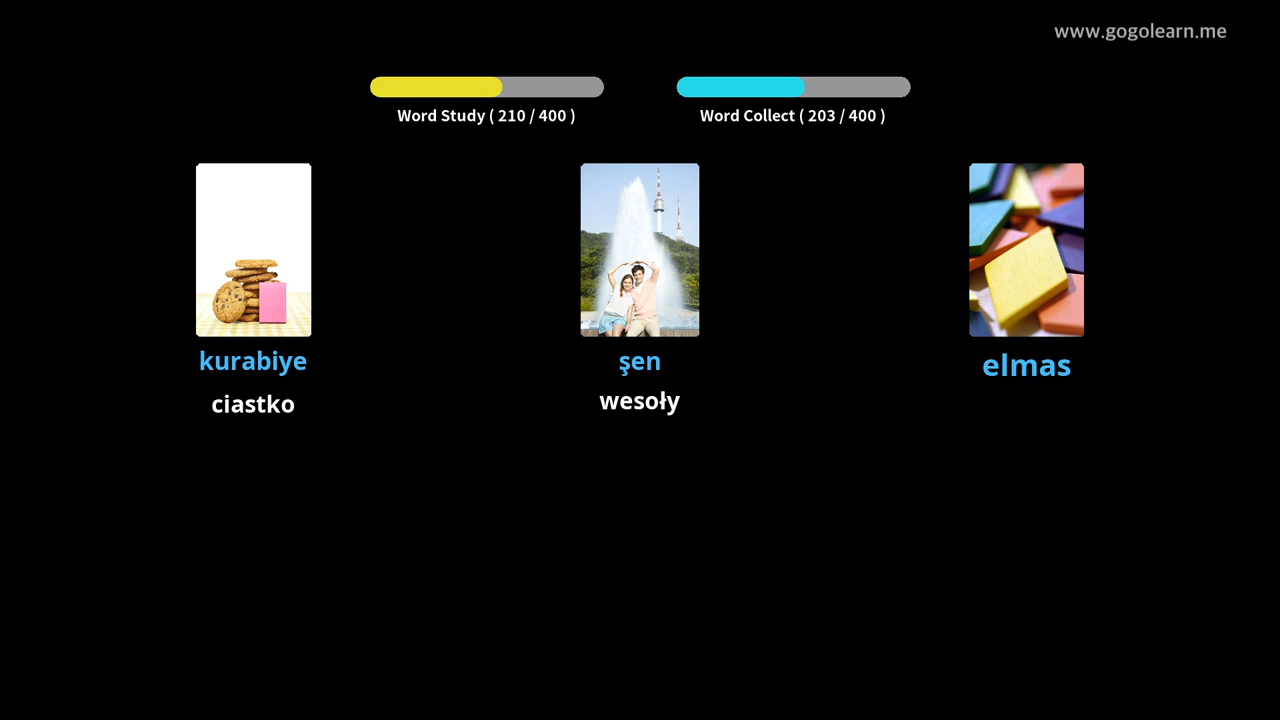 www.gogolearn.me
Word Study ( 210 / 400 )
Word Collect ( 203 / 400 )
kurabiye
ciastko
şen
wesoły
elmas